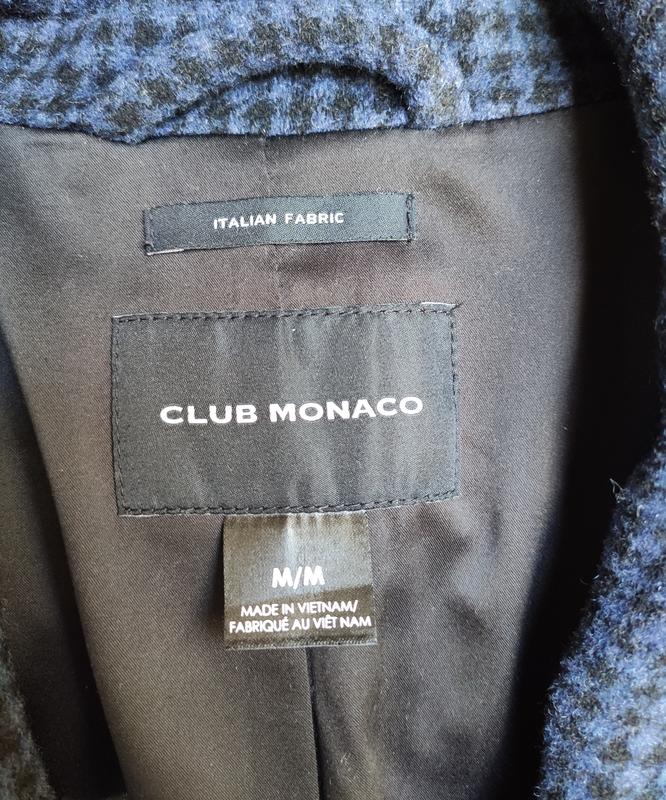 ITALIAN FABRIC
CLUB MONACO
M/M
MADE IN VIETNAM/
FABRIQUÉ AU VIÊT NAM